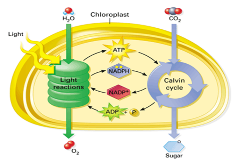 H₂O
Chloroplast
CO₂
Light
ATP
NADPH
Light
reactions
Calvin
cycle
NADP⁺
ADP + P
O₂
Sugar